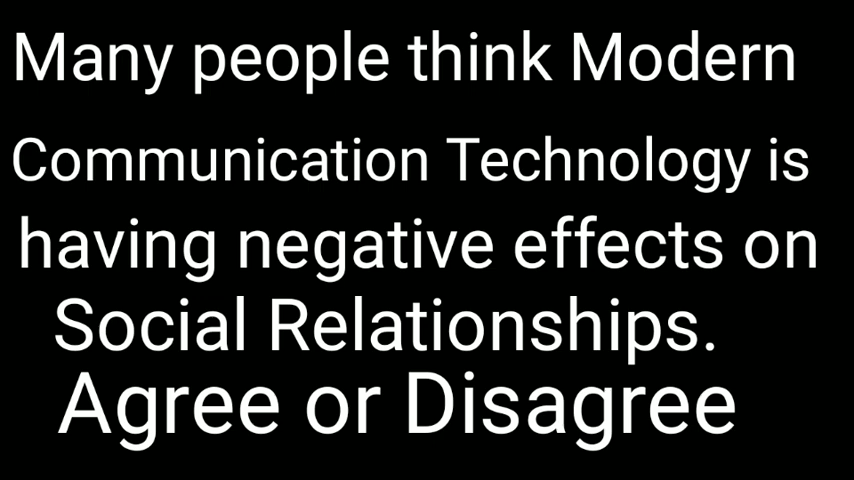 Many people think Modern
Communication Technology is
having negative effects on
Social Relationships.
Agree or Disagree